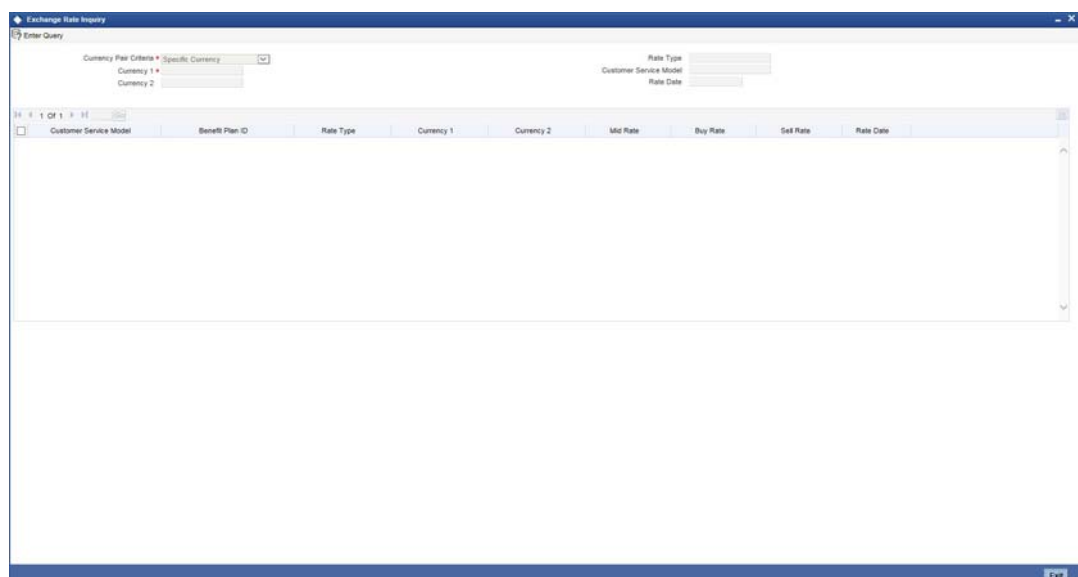 Exchange Rate Inquiry
Enter Query
Currency Pair Criteria * Specific Currency
Currency 1 *
Currency 2
Rate Type
Customer Service Model
Rate Date
1 Of 1 Go
Customer Service Model Benefit Plan ID Rate Type Currency 1 Currency 2 Mid Rate Buy Rate Sell Rate Rate Date
Exit